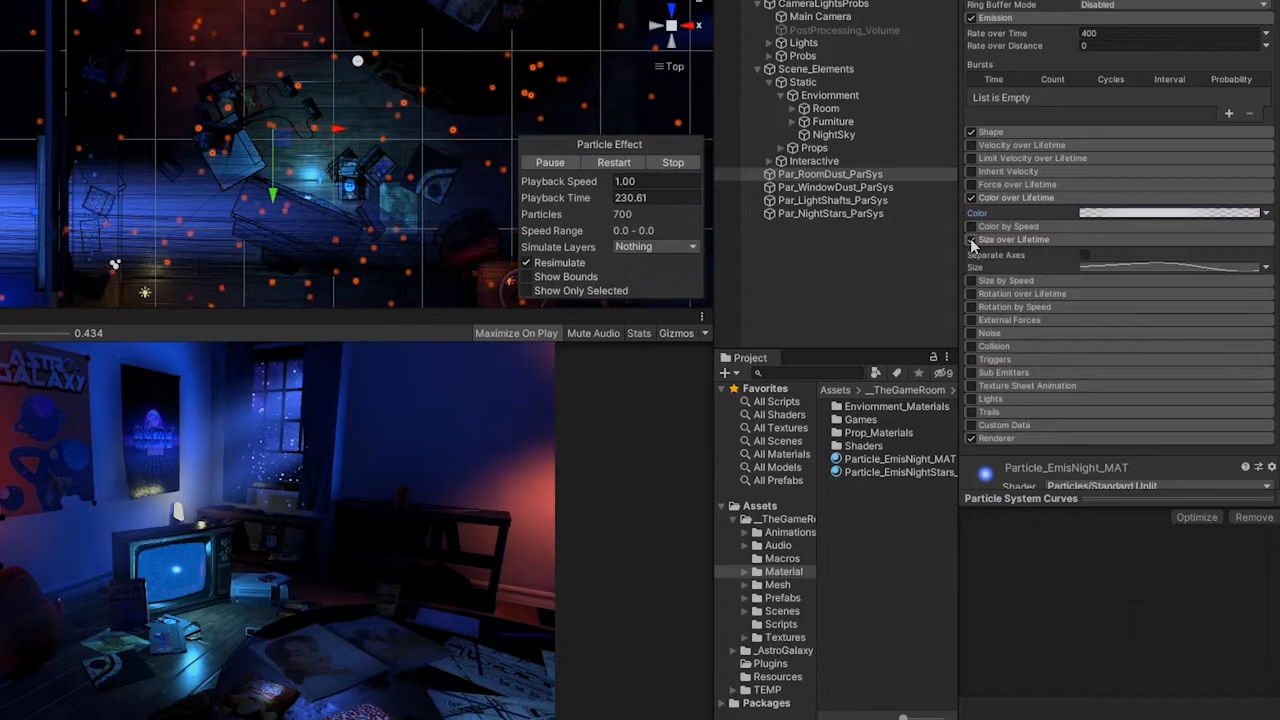 x
Top
Particle Effect
Pause Restart Stop
Playback Speed 1.00
Playback Time 230.61
Particles 700
Speed Range 0.0 - 0.0
Simulate Layers Nothing
Resimulate
Show Bounds
Show Only Selected
0.434 Maximize On Play Mute Audio Stats Gizmos
ASTRO
GALAXY
CameraLightsProbs
Main Camera
PostProcessing_Volume
Lights
Probs
Scene_Elements
Static
Enviornment
Room
Furniture
NightSky
Props
Interactive
Par_RoomDust_ParSys
Par_WindowDust_ParSys
Par_LightShafts_ParSys
Par_NightStars_ParSys
Project
9
Favorites
All Scripts
All Shaders
All Textures
All Scenes
All Materials
All Models
All Prefabs
Assets
__TheGameR
Animations
Audio
Macros
Material
Mesh
Prefabs
Scenes
Scripts
Textures
_AstroGalaxy
Plugins
Resources
TEMP
Packages
Assets > __TheGameRoom >
Enviornment_Materials
Games
Prop_Materials
Shaders
Particle_EmisNight_MAT
Particle_EmisNightStars_
Ring Buffer Mode Disabled
Emission
Rate over Time 400
Rate over Distance 0
Bursts
Time Count Cycles Interval Probability
List is Empty
+ −
Shape
Velocity over Lifetime
Limit Velocity over Lifetime
Inherit Velocity
Force over Lifetime
Color over Lifetime
Color
Color by Speed
Size over Lifetime
Separate Axes
Size
Size by Speed
Rotation over Lifetime
Rotation by Speed
External Forces
Noise
Collision
Triggers
Sub Emitters
Texture Sheet Animation
Lights
Trails
Custom Data
Renderer
Particle_EmisNight_MAT
Shader Particles/Standard Unlit
Particle System Curves
Optimize Remove